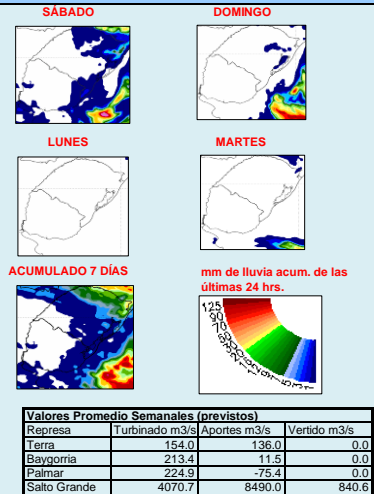 SÁBADO DOMINGO
LUNES MARTES
ACUMULADO 7 DÍAS mm de lluvia acum. de las
últimas 24 hrs.
125
90
70
Valores Promedio Semanales (previstos)
Represa Turbinado m3/s Aportes m3/s Vertido m3/s
Terra 154.0 136.0 0.0
Baygorria 213.4 11.5 0.0
Palmar 224.9 -75.4 0.0
Salto Grande 4070.7 8490.0 840.6